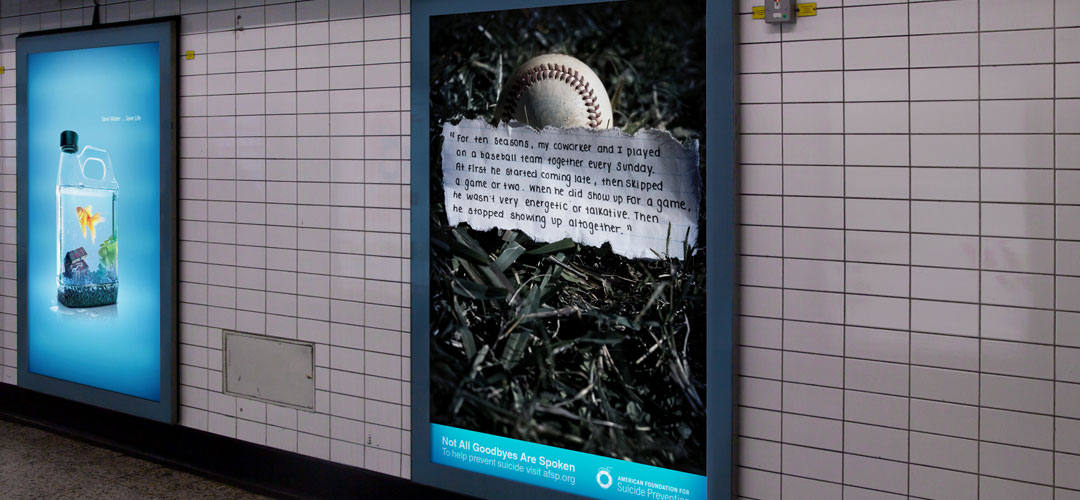 Save Water ... Save Life
"For ten seasons, my coworker and I played
on a baseball team together every Sunday.
At first he started coming late, then skipped
a game or two. When he did show up for a game,
he wasn't very energetic or talkative. Then
he stopped showing up altogether."
Not All Goodbyes Are Spoken
To help prevent suicide visit afsp.org
AMERICAN FOUNDATION FOR
Suicide Prevention